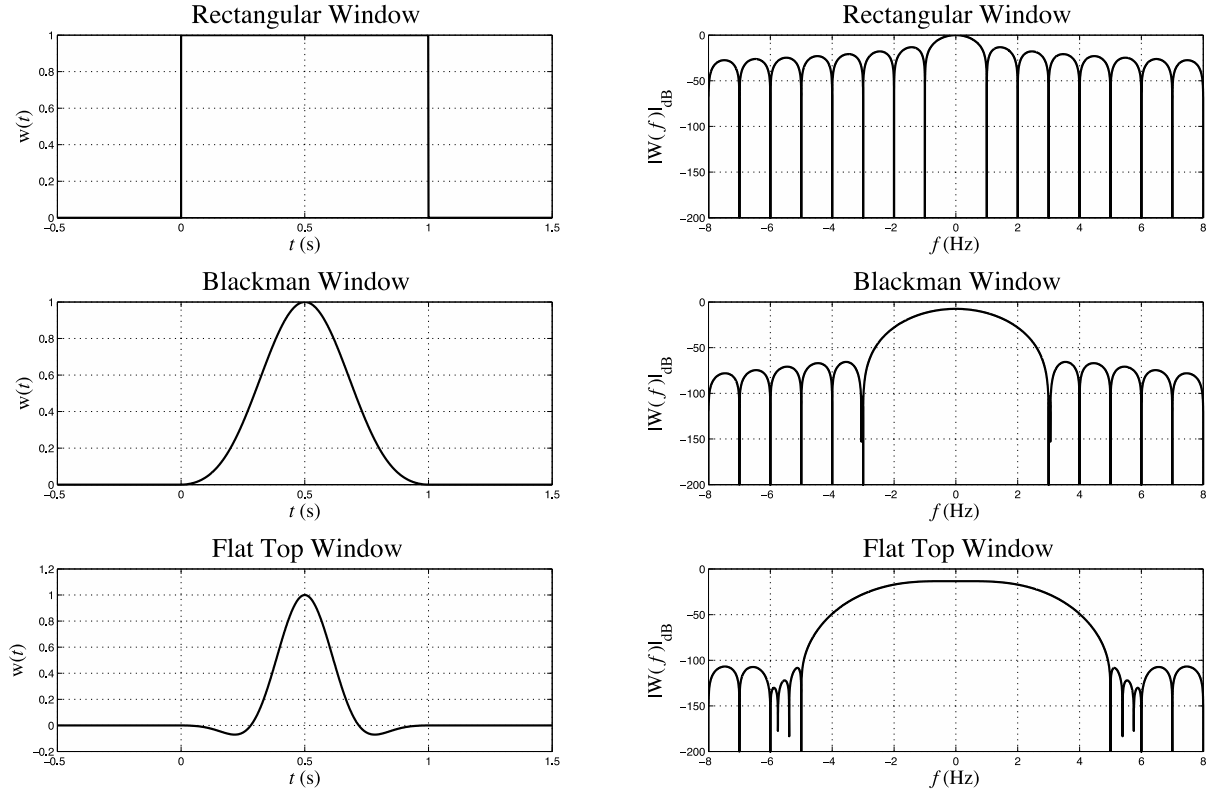 Rectangular Window
1
0.8
0.6
0.4
0.2
0
w(t)
−0.5 0 0.5 1 1.5
t (s)
Rectangular Window
0
−50
−100
−150
−200
|W(f)|dB
−8 −6 −4 −2 0 2 4 6 8
f (Hz)
Blackman Window
1
0.8
0.6
0.4
0.2
0
w(t)
−0.5 0 0.5 1 1.5
t (s)
Blackman Window
0
−50
−100
−150
−200
|W(f)|dB
−8 −6 −4 −2 0 2 4 6 8
f (Hz)
Flat Top Window
1.2
1
0.8
0.6
0.4
0.2
0
−0.2
w(t)
−0.5 0 0.5 1 1.5
t (s)
Flat Top Window
0
−50
−100
−150
−200
|W(f)|dB
−8 −6 −4 −2 0 2 4 6 8
f (Hz)